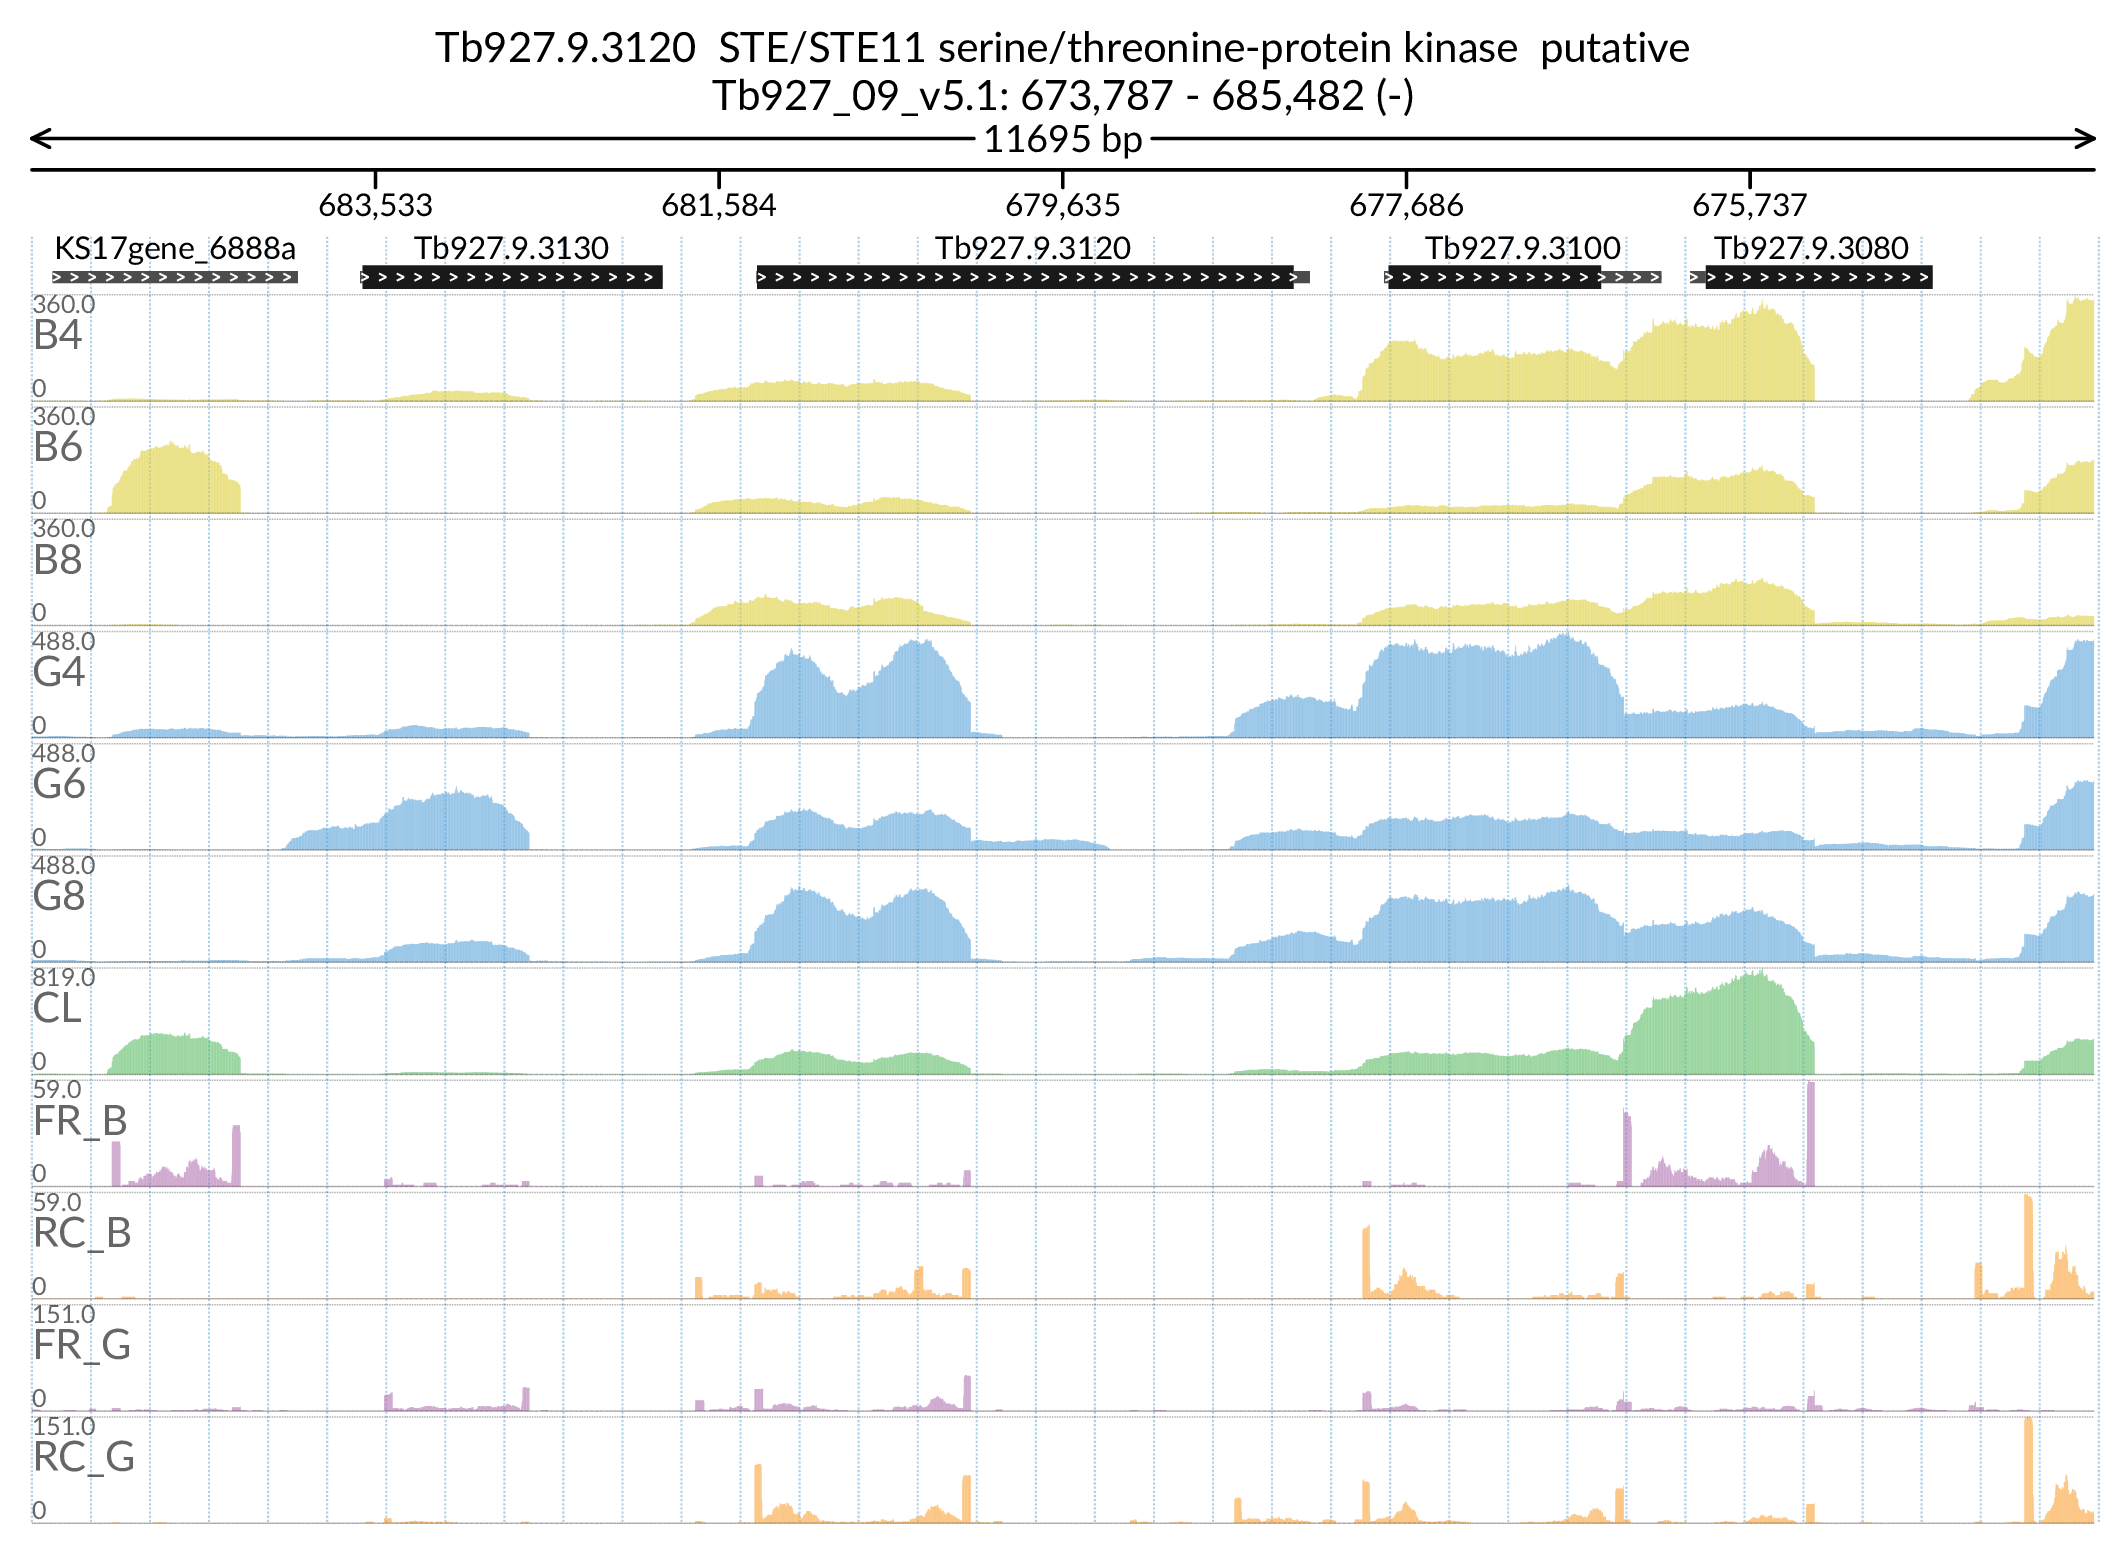 Tb927.9.3120  STE/STE11 serine/threonine-protein kinase  putative
Tb927_09_v5.1: 673,787 - 685,482 (-)
11695 bp
683,533 681,584 679,635 677,686 675,737
KS17gene_6888a Tb927.9.3130 Tb927.9.3120 Tb927.9.3100 Tb927.9.3080
360.0
B4
0
360.0
B6
0
360.0
B8
0
488.0
G4
0
488.0
G6
0
488.0
G8
0
819.0
CL
0
59.0
FR_B
0
59.0
RC_B
0
151.0
FR_G
0
151.0
RC_G
0